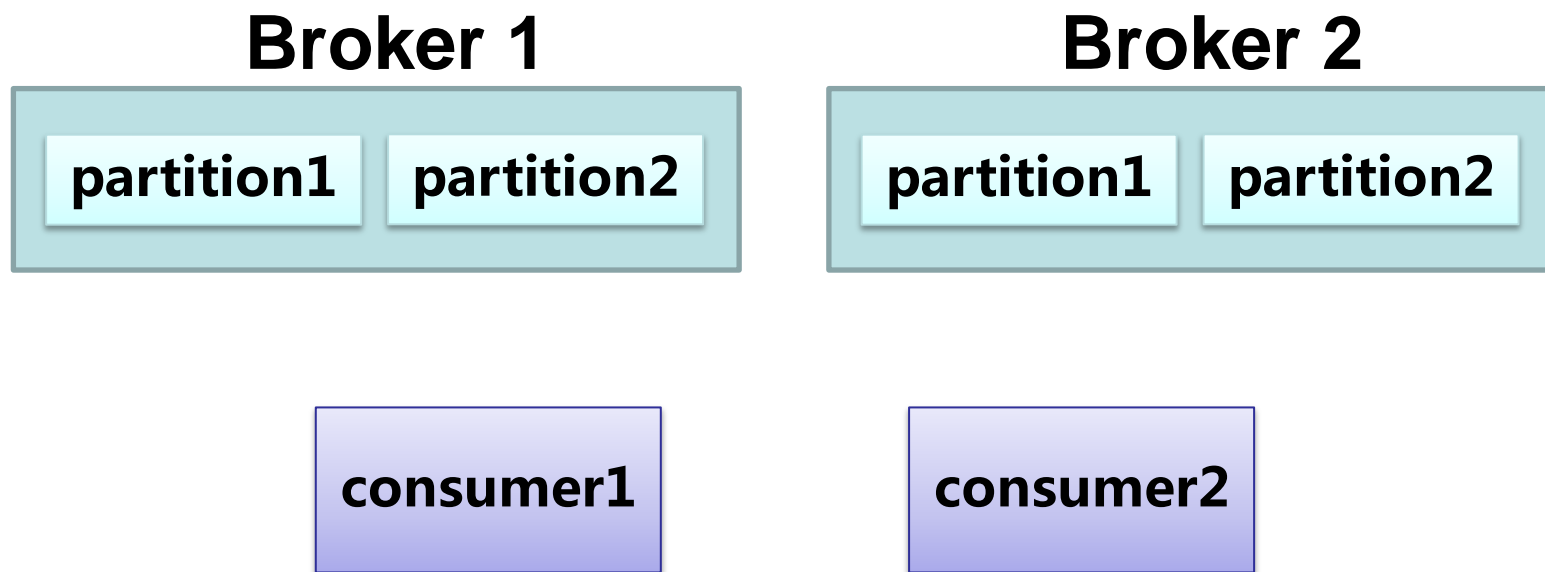 Broker 1
Broker 2
partition1
partition2
partition1
partition2
consumer1
consumer2